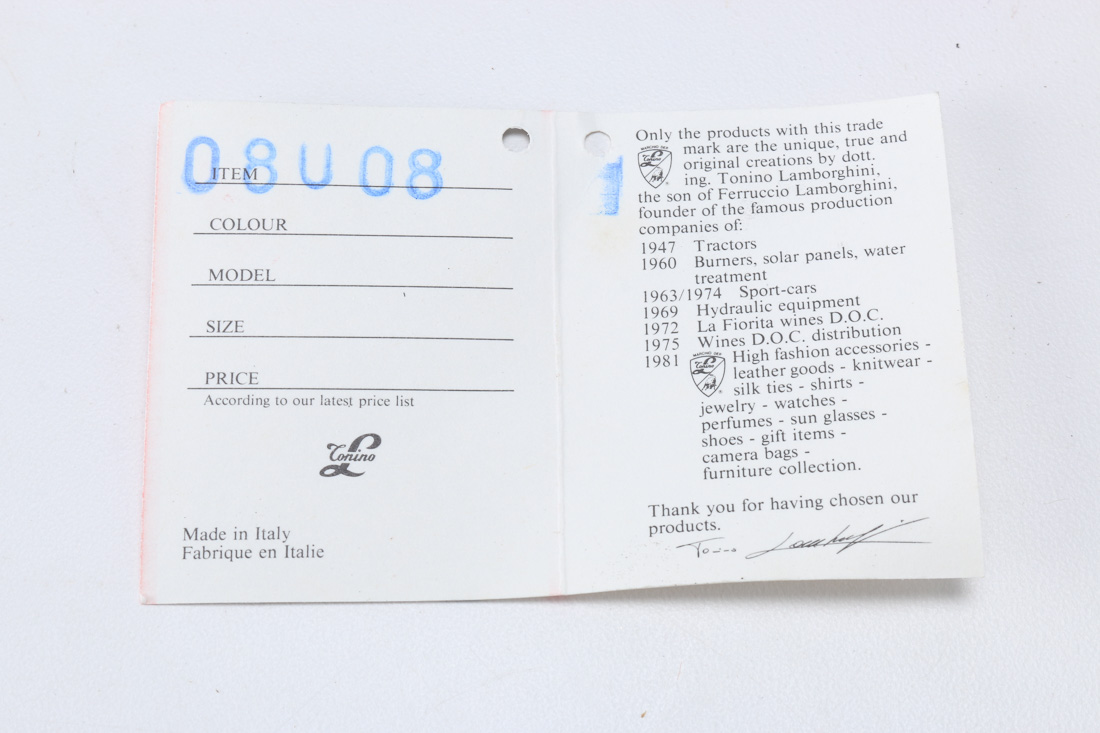 08U08
ITEM
COLOUR
MODEL
SIZE
PRICE
According to our latest price list
Tonino
L
Made in Italy
Fabrique en Italie
1
Only the products with this trade
mark are the unique, true and
original creations by dott.
ing. Tonino Lamborghini,
the son of Ferruccio Lamborghini,
founder of the famous production
companies of:
1947 Tractors
1960 Burners, solar panels, water
treatment
1963/1974 Sport-cars
1969 Hydraulic equipment
1972 La Fiorita wines D.O.C.
1975 Wines D.O.C. distribution
1981 High fashion accessories -
leather goods - knitwear -
silk ties - shirts -
jewelry - watches -
perfumes - sun glasses -
shoes - gift items -
camera bags -
furniture collection.
Thank you for having chosen our
products.
Tonino Lamborghini